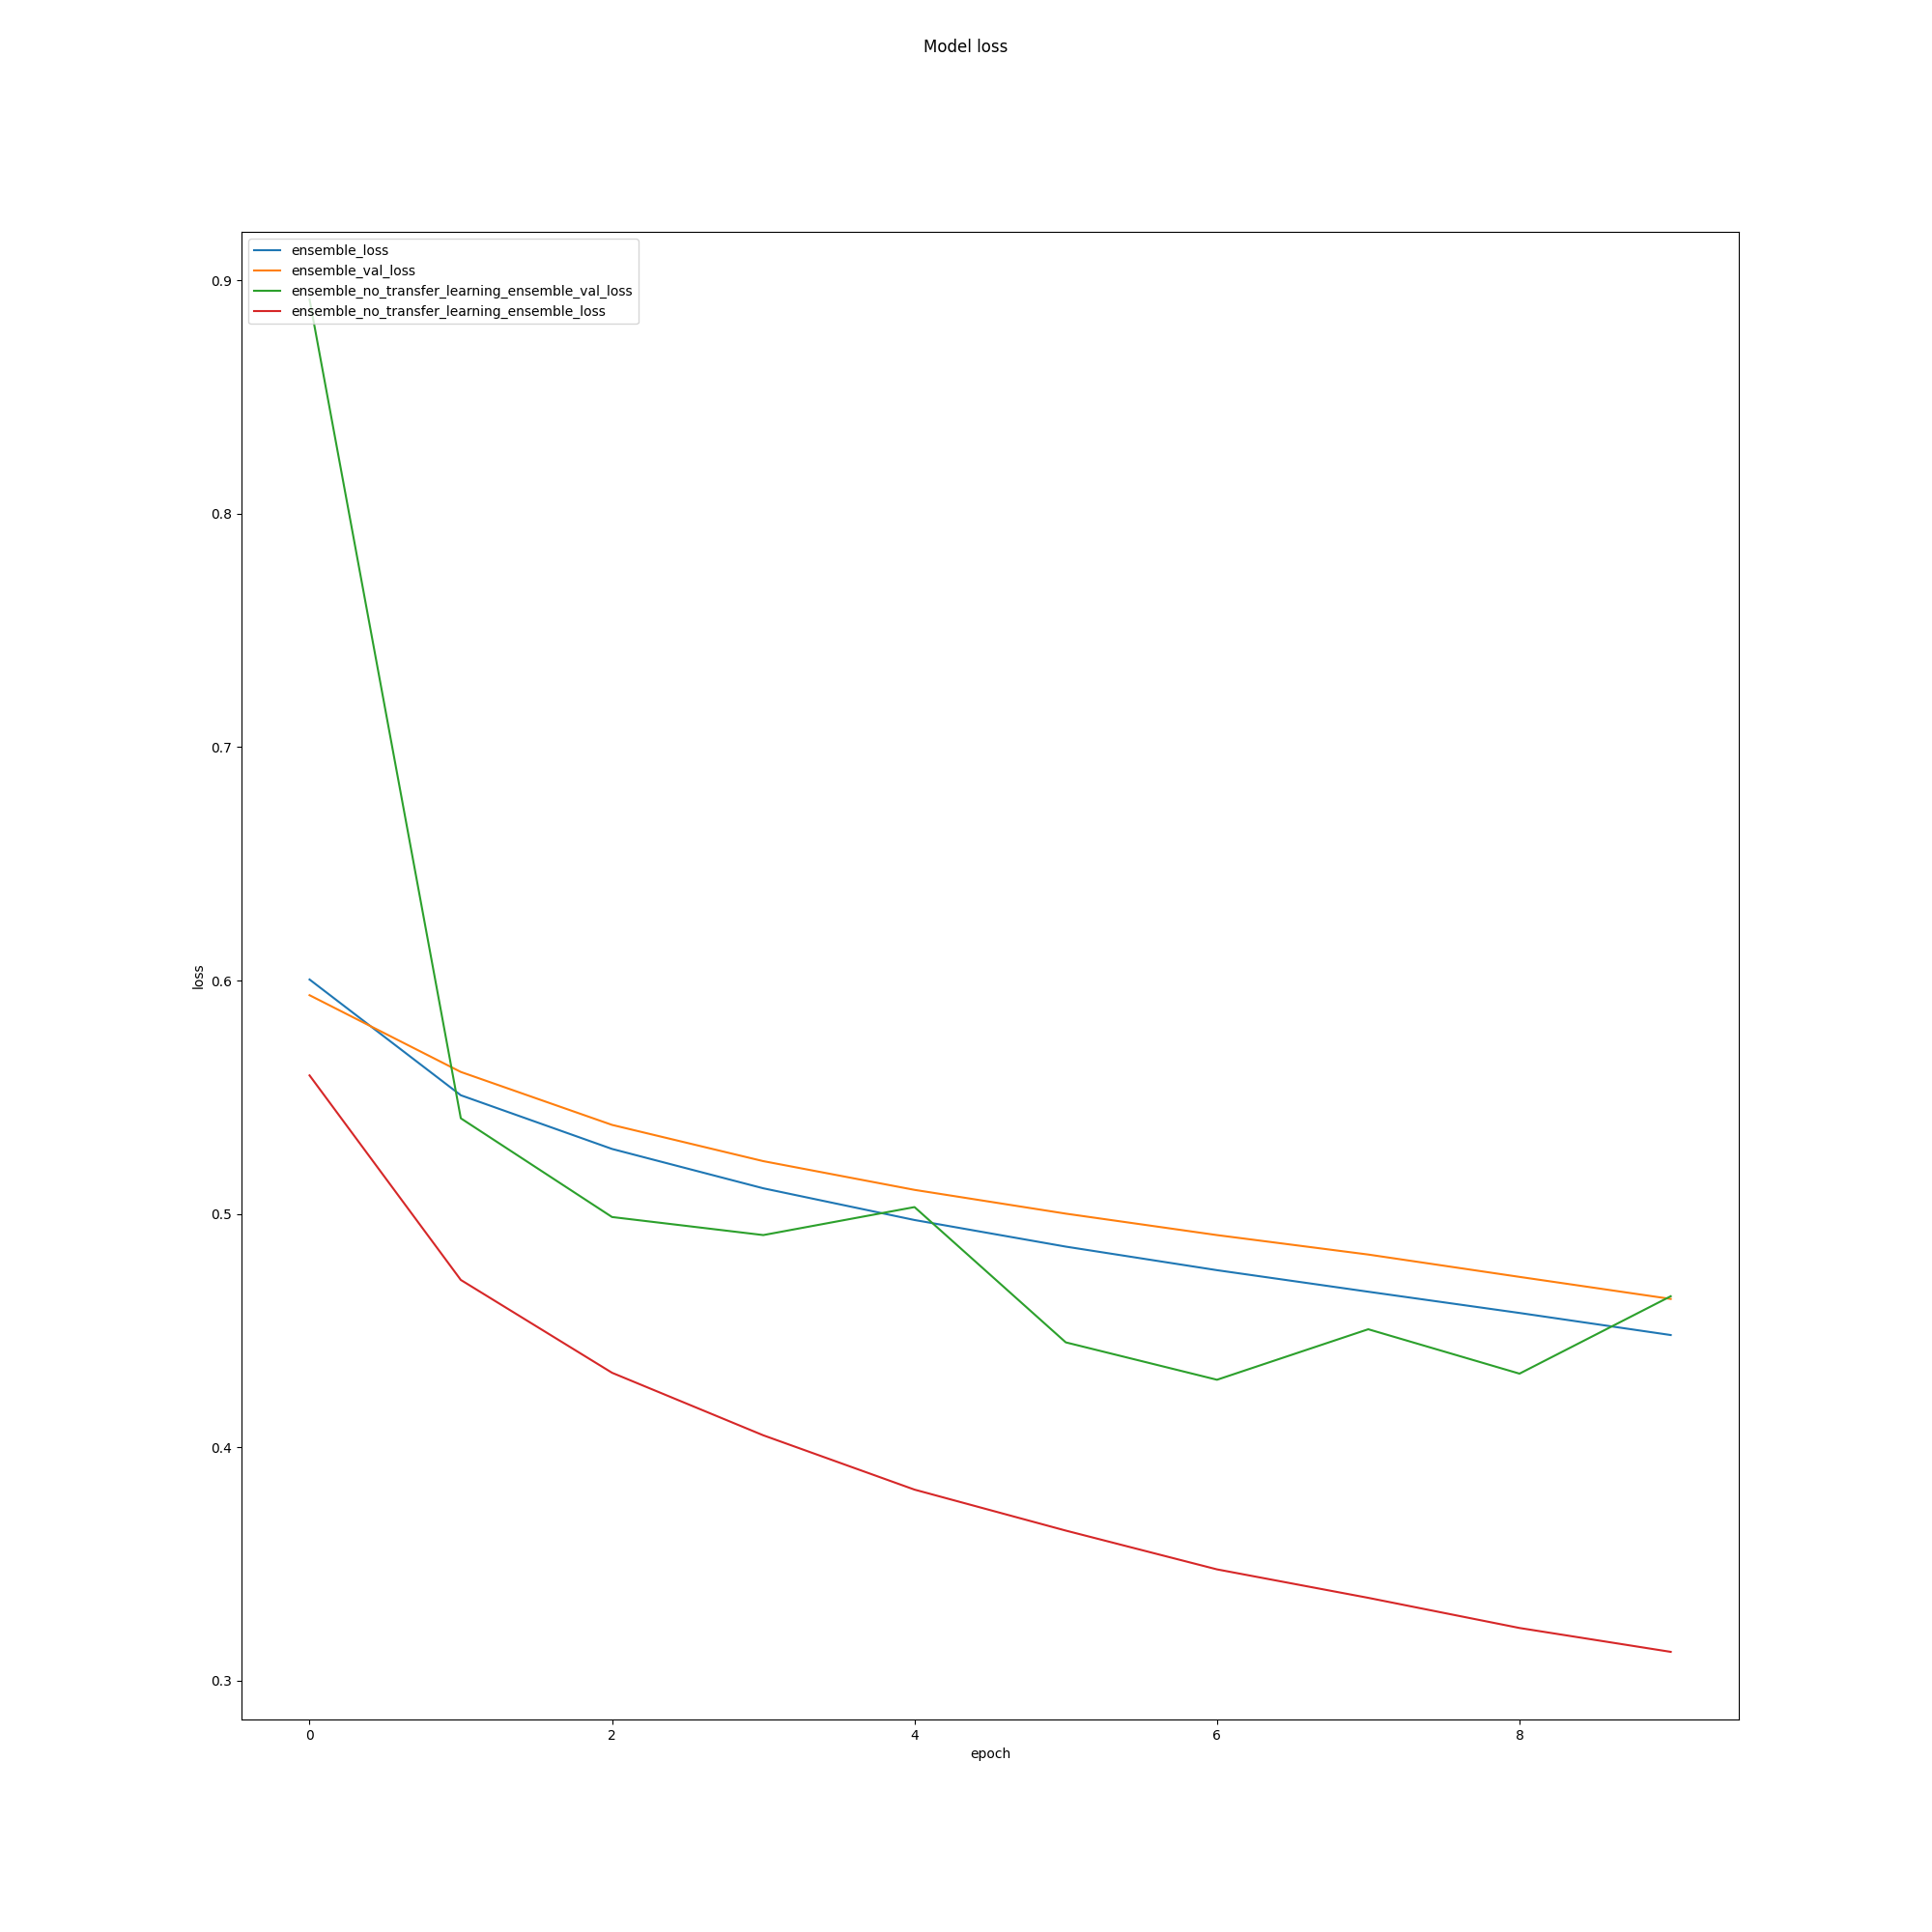 Model loss
ensemble_loss
ensemble_val_loss
ensemble_no_transfer_learning_ensemble_val_loss
ensemble_no_transfer_learning_ensemble_loss
0.9
0.8
0.7
0.6
0.5
0.4
0.3
loss
0 2 4 6 8
epoch